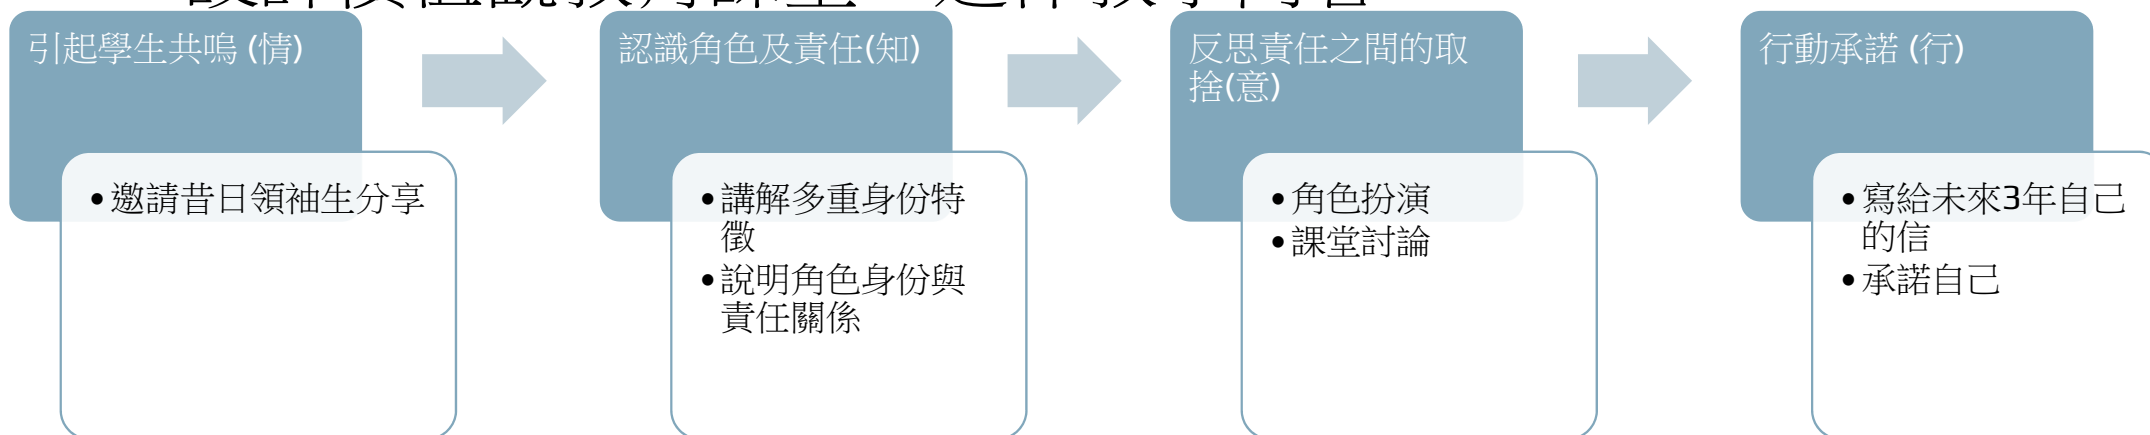 引起學生共鳴 (情)
•邀請昔日領袖生分享
認識角色及責任(知)
•講解多重身份特
徵
•說明角色身份與
責任關係
反思責任之間的取
捨(意)
•角色扮演
•課堂討論
行動承諾 (行)
•寫給未來3年自己
的信
•承諾自己